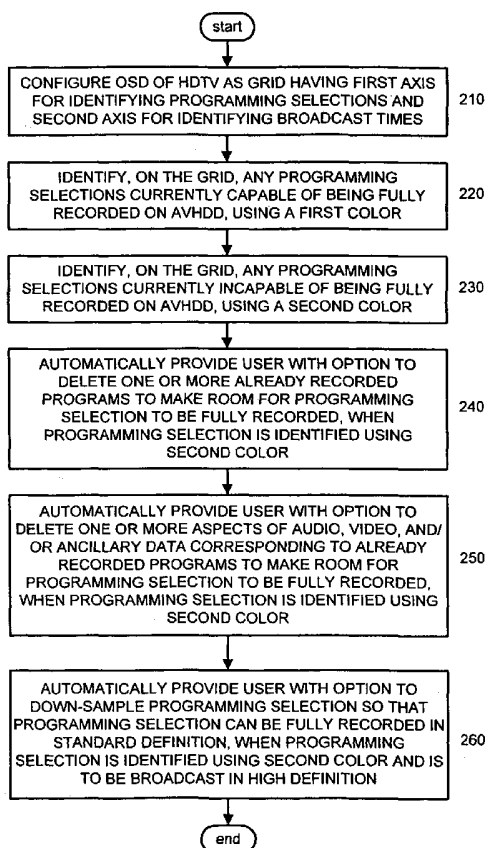 start
CONFIGURE OSD OF HDTV AS GRID HAVING FIRST AXIS
FOR IDENTIFYING PROGRAMMING SELECTIONS AND
SECOND AXIS FOR IDENTIFYING BROADCAST TIMES
210
IDENTIFY, ON THE GRID, ANY PROGRAMMING
SELECTIONS CURRENTLY CAPABLE OF BEING FULLY
RECORDED ON AVHDD, USING A FIRST COLOR
220
IDENTIFY, ON THE GRID, ANY PROGRAMMING
SELECTIONS CURRENTLY INCAPABLE OF BEING FULLY
RECORDED ON AVHDD, USING A SECOND COLOR
230
AUTOMATICALLY PROVIDE USER WITH OPTION TO
DELETE ONE OR MORE ALREADY RECORDED
PROGRAMS TO MAKE ROOM FOR PROGRAMMING
SELECTION TO BE FULLY RECORDED, WHEN
PROGRAMMING SELECTION IS IDENTIFIED USING
SECOND COLOR
240
AUTOMATICALLY PROVIDE USER WITH OPTION TO
DELETE ONE OR MORE ASPECTS OF AUDIO, VIDEO, AND/
OR ANCILLARY DATA CORRESPONDING TO ALREADY
RECORDED PROGRAMS TO MAKE ROOM FOR
PROGRAMMING SELECTION TO BE FULLY RECORDED,
WHEN PROGRAMMING SELECTION IS IDENTIFIED USING
SECOND COLOR
250
AUTOMATICALLY PROVIDE USER WITH OPTION TO
DOWN-SAMPLE PROGRAMMING SELECTION SO THAT
PROGRAMMING SELECTION CAN BE FULLY RECORDED IN
STANDARD DEFINITION, WHEN PROGRAMMING
SELECTION IS IDENTIFIED USING SECOND COLOR AND IS
TO BE BROADCAST IN HIGH DEFINITION
260
end